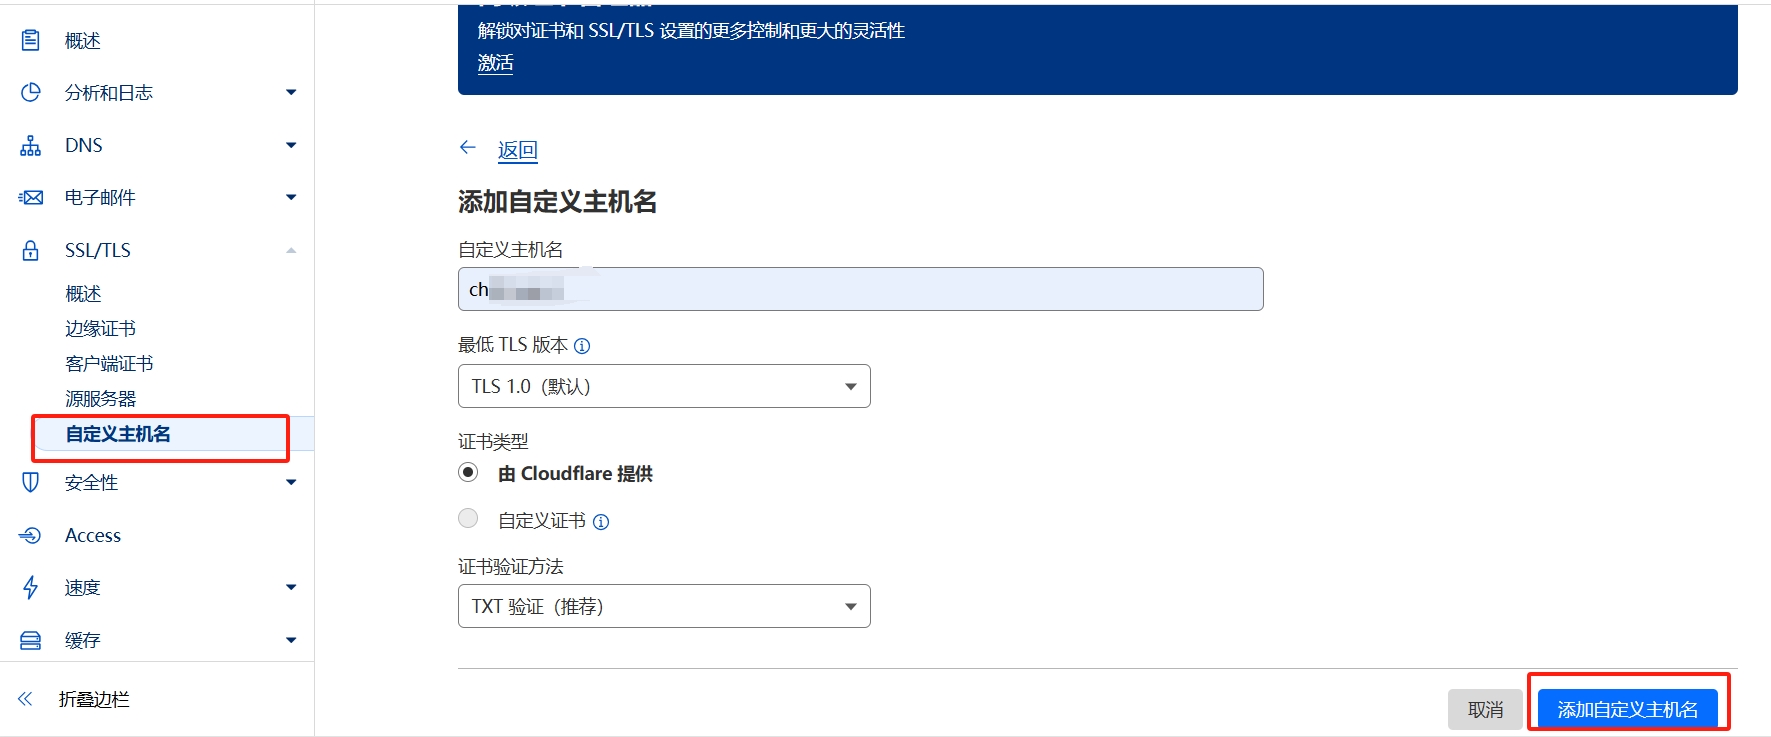 概述
分析和日志
DNS
电子邮件
SSL/TLS
概述
边缘证书
客户端证书
源服务器
自定义主机名
安全性
Access
速度
缓存
折叠边栏
解锁对证书和 SSL/TLS 设置的更多控制和更大的灵活性
激活
返回
添加自定义主机名
自定义主机名
ch
最低 TLS 版本
TLS 1.0（默认）
证书类型
由 Cloudflare 提供
自定义证书
证书验证方法
TXT 验证（推荐）
取消
添加自定义主机名